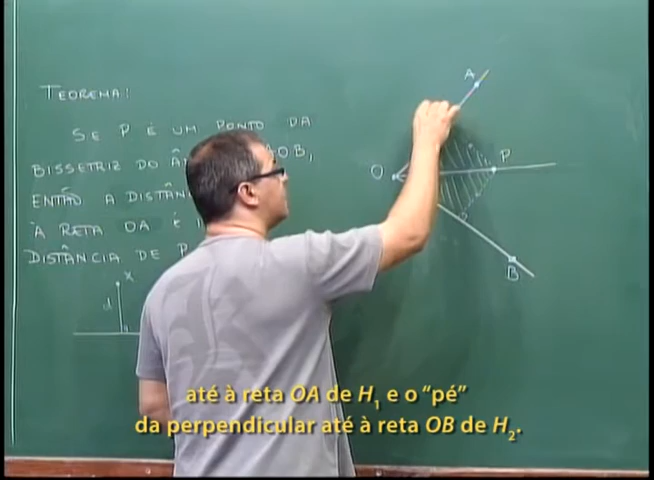 TEOREMA:
SE P É UM PONTO DA
BISSETRIZ DO ÂOB,
ENTÃO A DISTÂN
À RETA OA É
DISTÂNCIA DE P
A
O
P
B
X
d
até à reta OA de H₁ e o “pé”
da perpendicular até à reta OB de H₂.